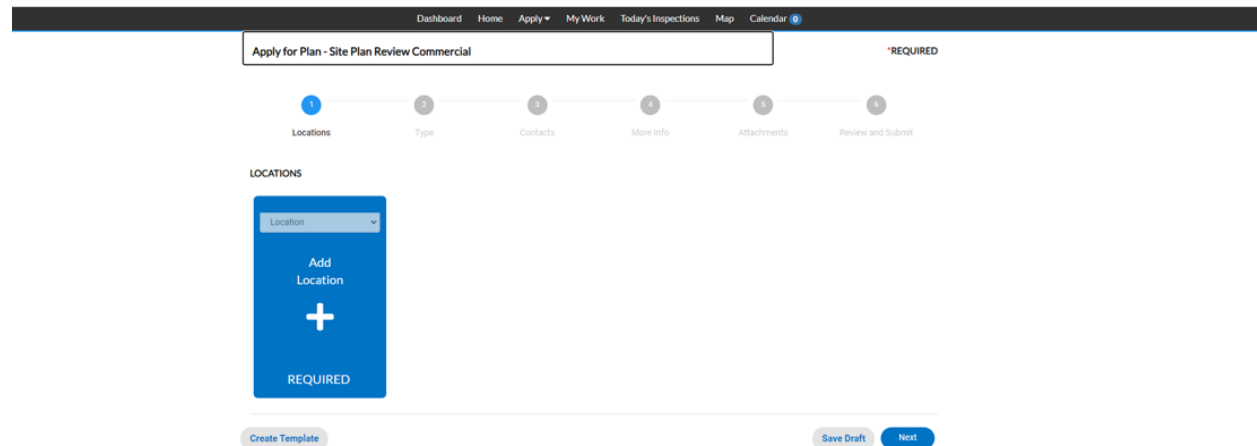 Dashboard Home Apply My Work Today's Inspections Map Calendar 0
Apply for Plan - Site Plan Review Commercial
*REQUIRED
1 2 3 4 5 6
Locations Type Contacts More Info Attachments Review and Submit
LOCATIONS
Location
Add
Location
REQUIRED
Create Template Save Draft Next